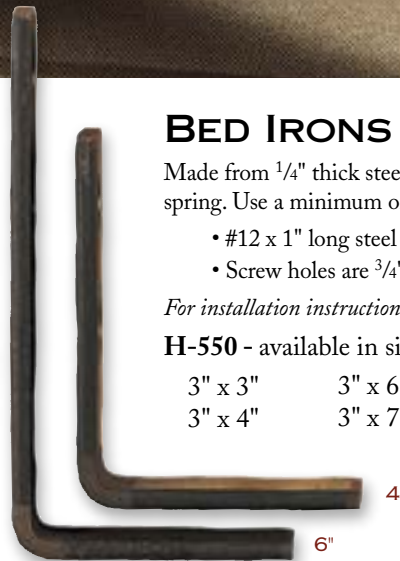 BED IRONS
Made from 1/4" thick stee
spring. Use a minimum o
• #12 x 1" long steel
• Screw holes are 3/4"
For installation instruction
H-550 - available in si
3" x 3" 3" x 6
3" x 4" 3" x 7
4
6"